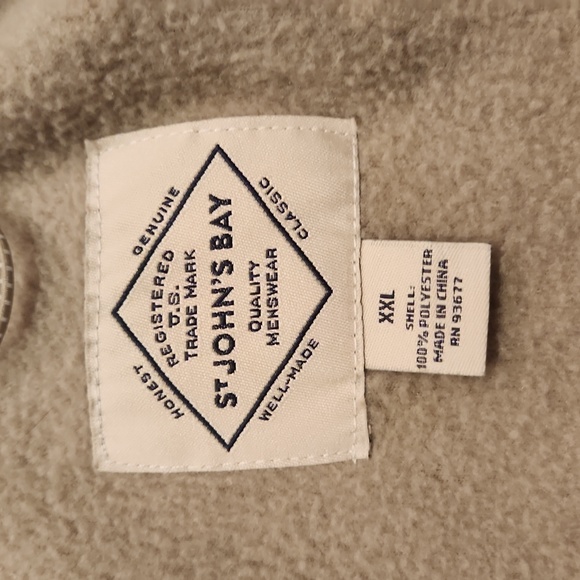 GENUINE
CLASSIC
REGISTERED
U.S.
TRADE MARK
ST JOHN'S BAY
QUALITY
MENSWEAR
HONEST
WELL-MADE
XXL
SHELL:
100% POLYESTER
MADE IN CHINA
RN 93677